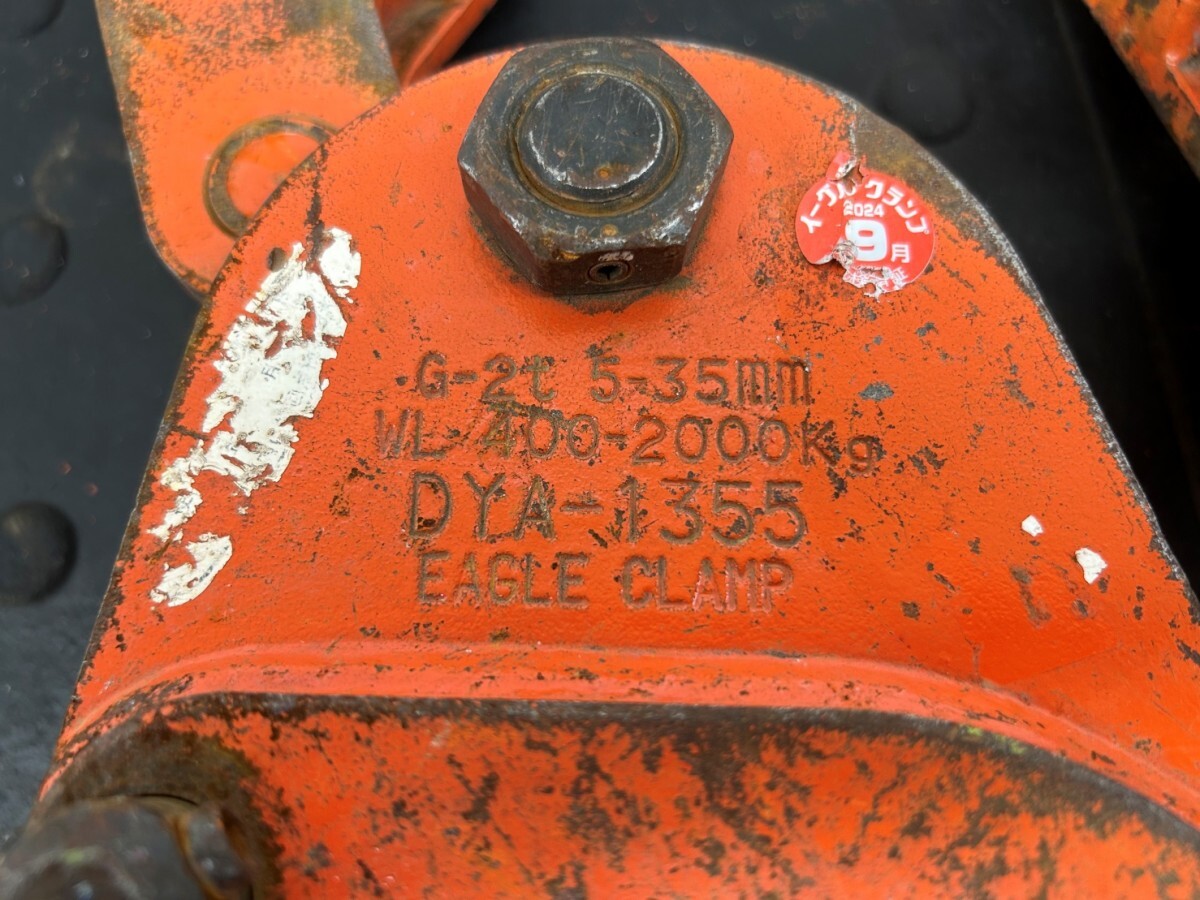 イーグルクランプ
2024
9月
G-2t 5-35mm
WL 400-2000Kg
DYA-1355
EAGLE CLAMP